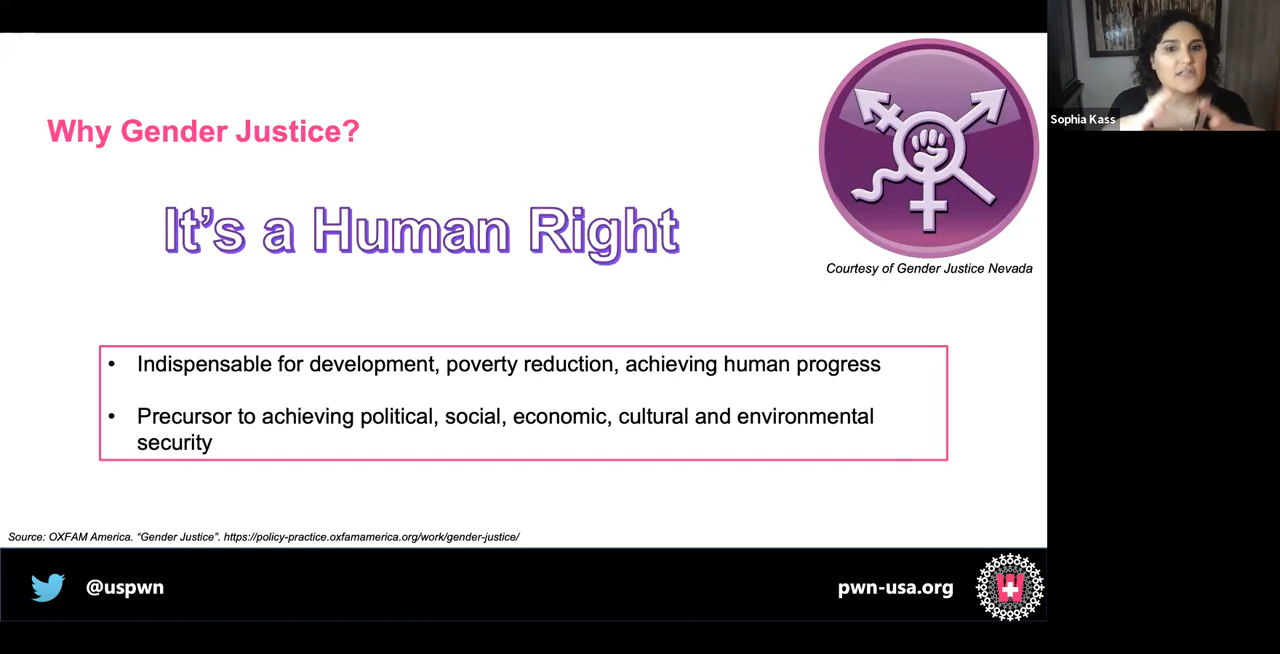 Why Gender Justice?
It's a Human Right
Courtesy of Gender Justice Nevada
Sophia Kass
• Indispensable for development, poverty reduction, achieving human progress
• Precursor to achieving political, social, economic, cultural and environmental
security
Source: OXFAM America. "Gender Justice". https://policy-practice.oxfamamerica.org/work/gender-justice/
@uspwn
pwn-usa.org
W